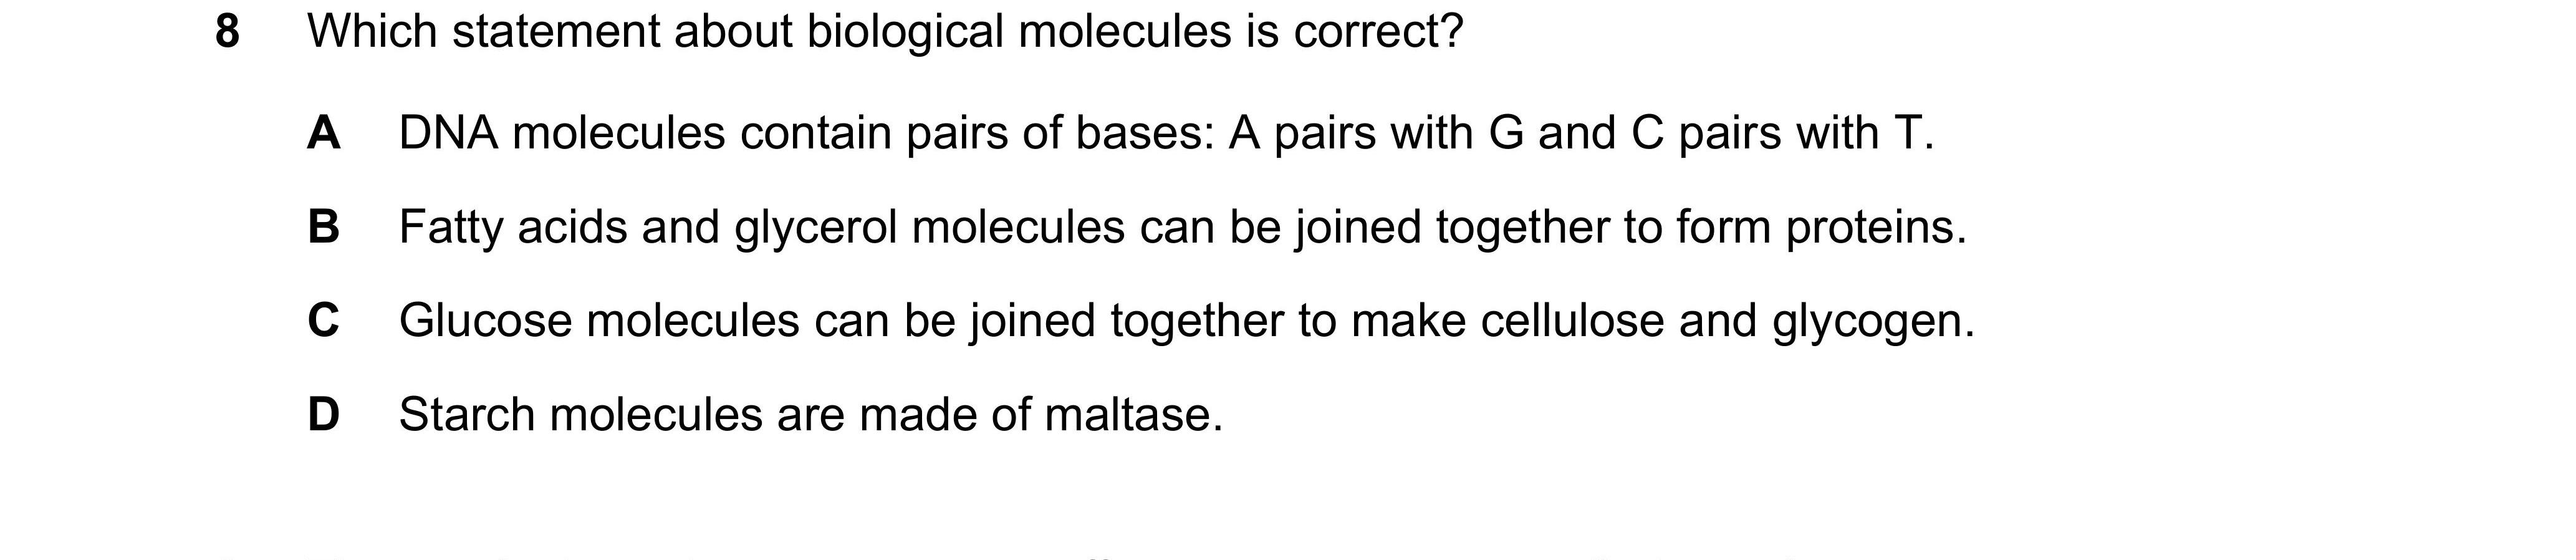 8 Which statement about biological molecules is correct?
A DNA molecules contain pairs of bases: A pairs with G and C pairs with T.
B Fatty acids and glycerol molecules can be joined together to form proteins.
C Glucose molecules can be joined together to make cellulose and glycogen.
D Starch molecules are made of maltase.